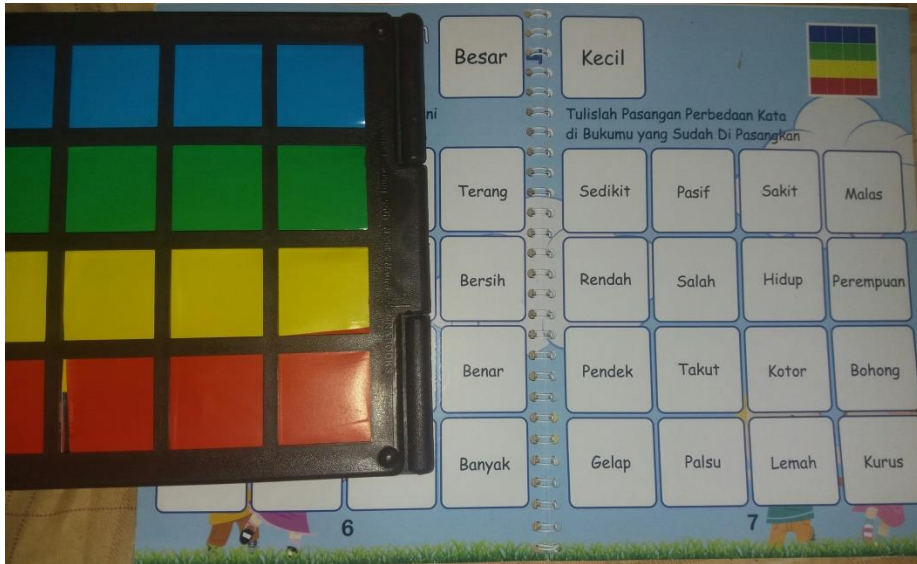 Besar
Kecil
ni
Tulislah Pasangan Perbedaan Kata
di Bukumu yang Sudah Di Pasangkan
Terang
Sedikit Pasif Sakit Malas
Bersih
Rendah Salah Hidup Perempuan
Benar
Pendek Takut Kotor Bohong
Banyak
Gelap Palsu Lemah Kurus
6
7